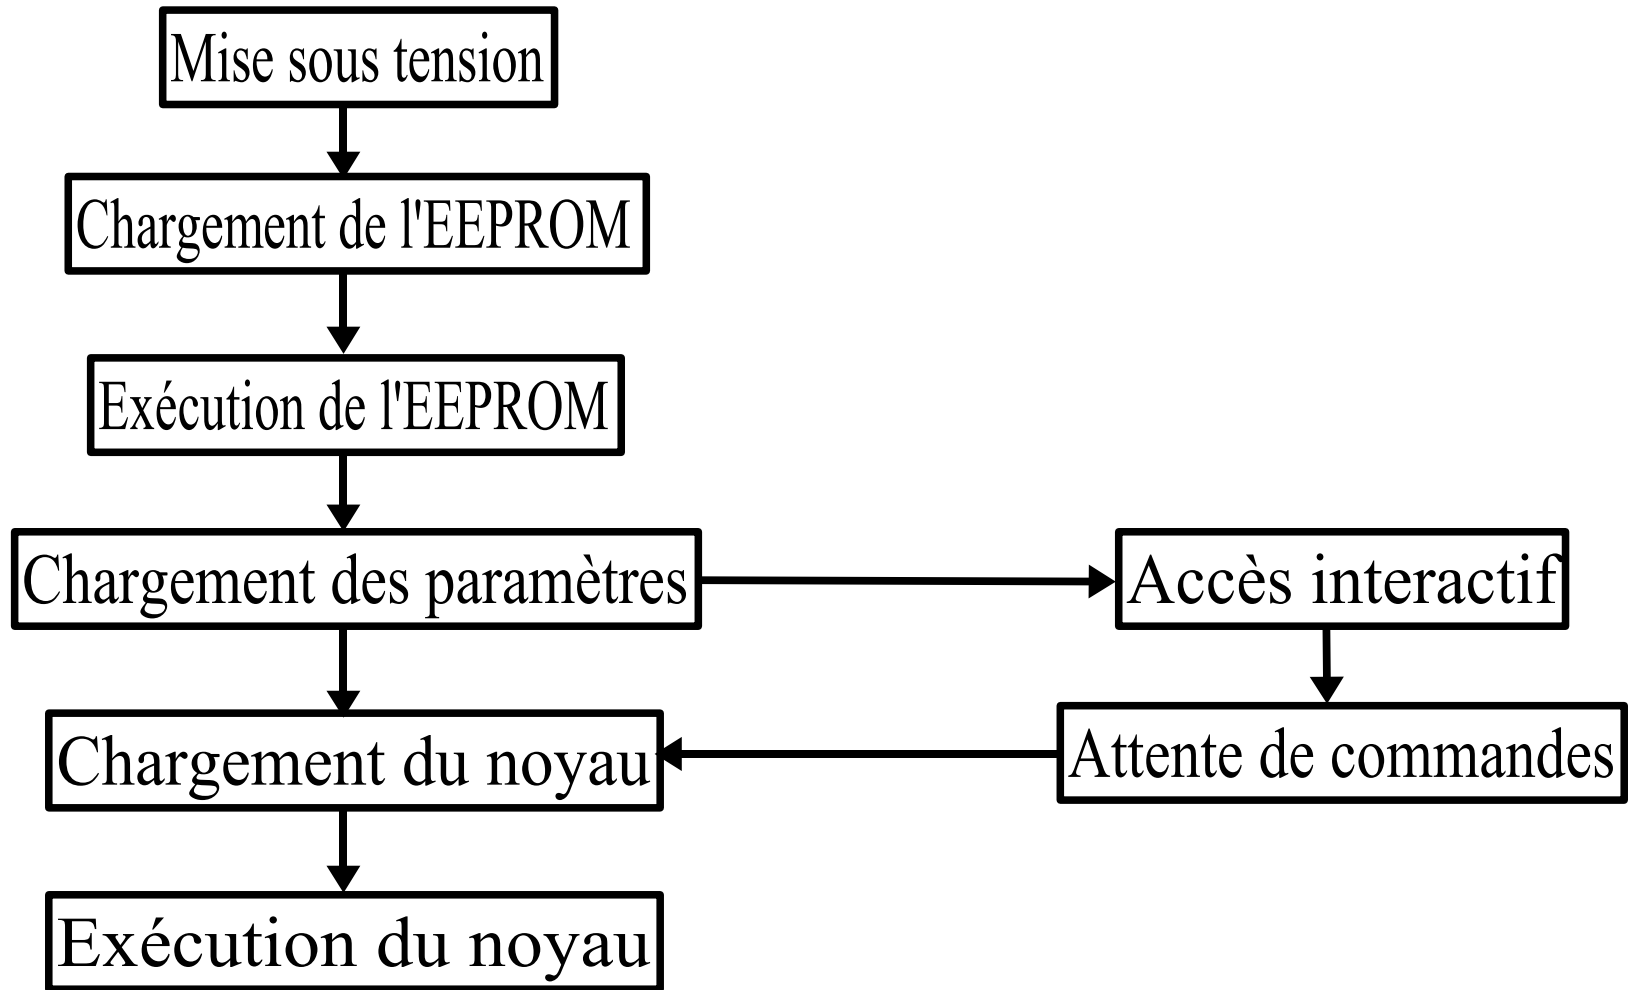 Mise sous tension
Chargement de l'EEPROM
Exécution de l'EEPROM
Chargement des paramètres
Accès interactif
Chargement du noyau
Attente de commandes
Exécution du noyau